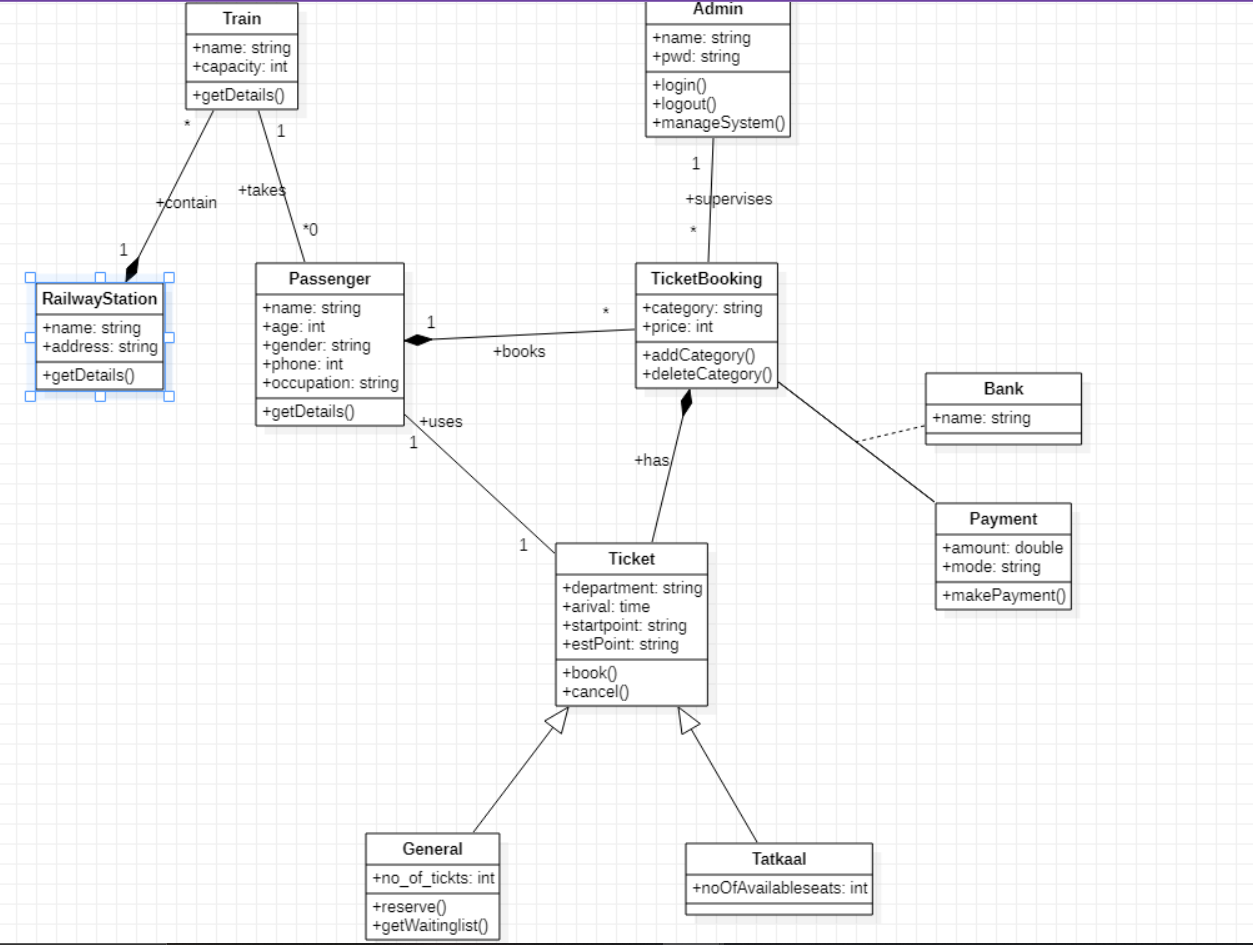 Train
+name: string
+capacity: int
+getDetails()
Admin
+name: string
+pwd: string
+login()
+logout()
+manageSystem()
*
1
+contain
+takes
1
*0
1
+supervises
*
RailwayStation
+name: string
+address: string
+getDetails()
Passenger
+name: string
+age: int
+gender: string
+phone: int
+occupation: string
+getDetails()
1
*
+books
TicketBooking
+category: string
+price: int
+addCategory()
+deleteCategory()
Bank
+name: string
+uses
1
1
+has
Payment
+amount: double
+mode: string
+makePayment()
Ticket
+department: string
+arival: time
+startpoint: string
+estPoint: string
+book()
+cancel()
General
+no_of_tickts: int
+reserve()
+getWaitinglist()
Tatkaal
+noOfAvailableseats: int